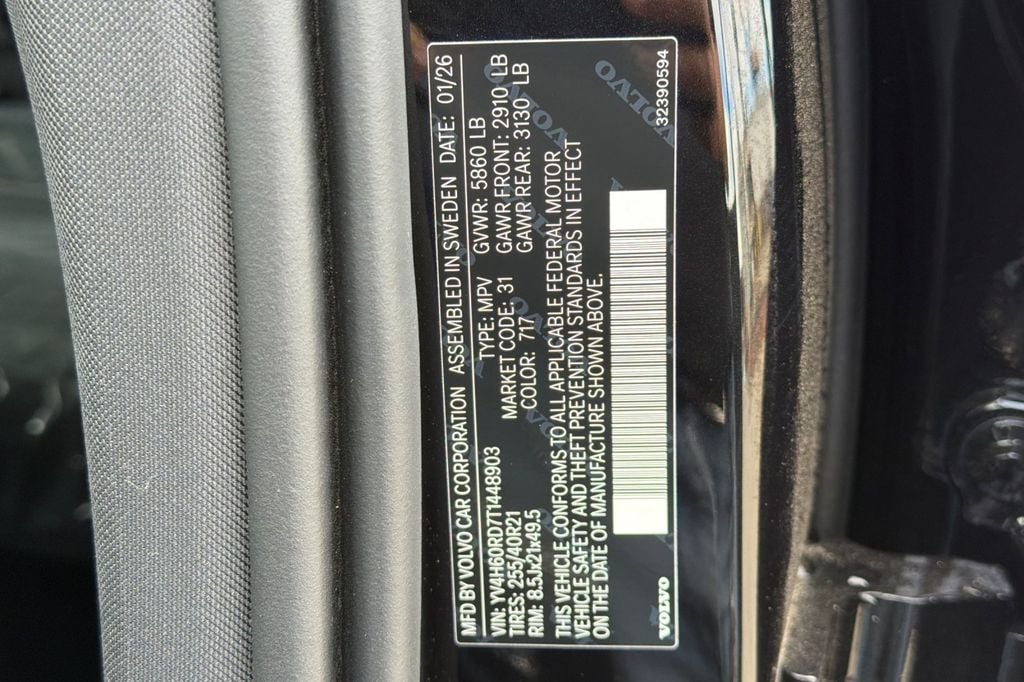 MFD BY VOLVO CAR CORPORATION ASSEMBLED IN SWEDEN DATE: 01/26
VIN: YV4H60RD7T1448903 TYPE: MPV GVWR: 5860 LB
TIRES: 255/40R21 MARKET CODE: 31 GAWR FRONT: 2910 LB
RIM: 8.5Jx21x49.5 COLOR: 717 GAWR REAR: 3130 LB
THIS VEHICLE CONFORMS TO ALL APPLICABLE FEDERAL MOTOR
VEHICLE SAFETY AND THEFT PREVENTION STANDARDS IN EFFECT
ON THE DATE OF MANUFACTURE SHOWN ABOVE.
VOLVO 32390594